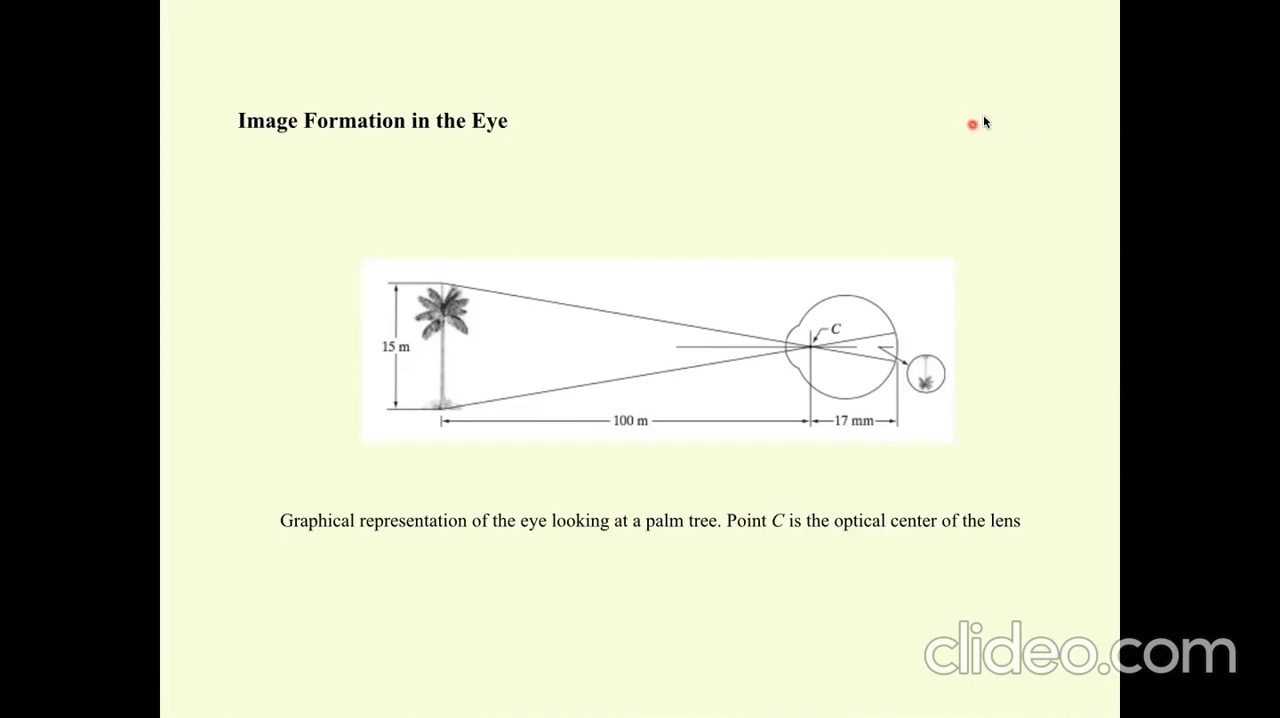 Image Formation in the Eye
C
15 m
100 m
17 mm
Graphical representation of the eye looking at a palm tree. Point C is the optical center of the lens
clideo.com